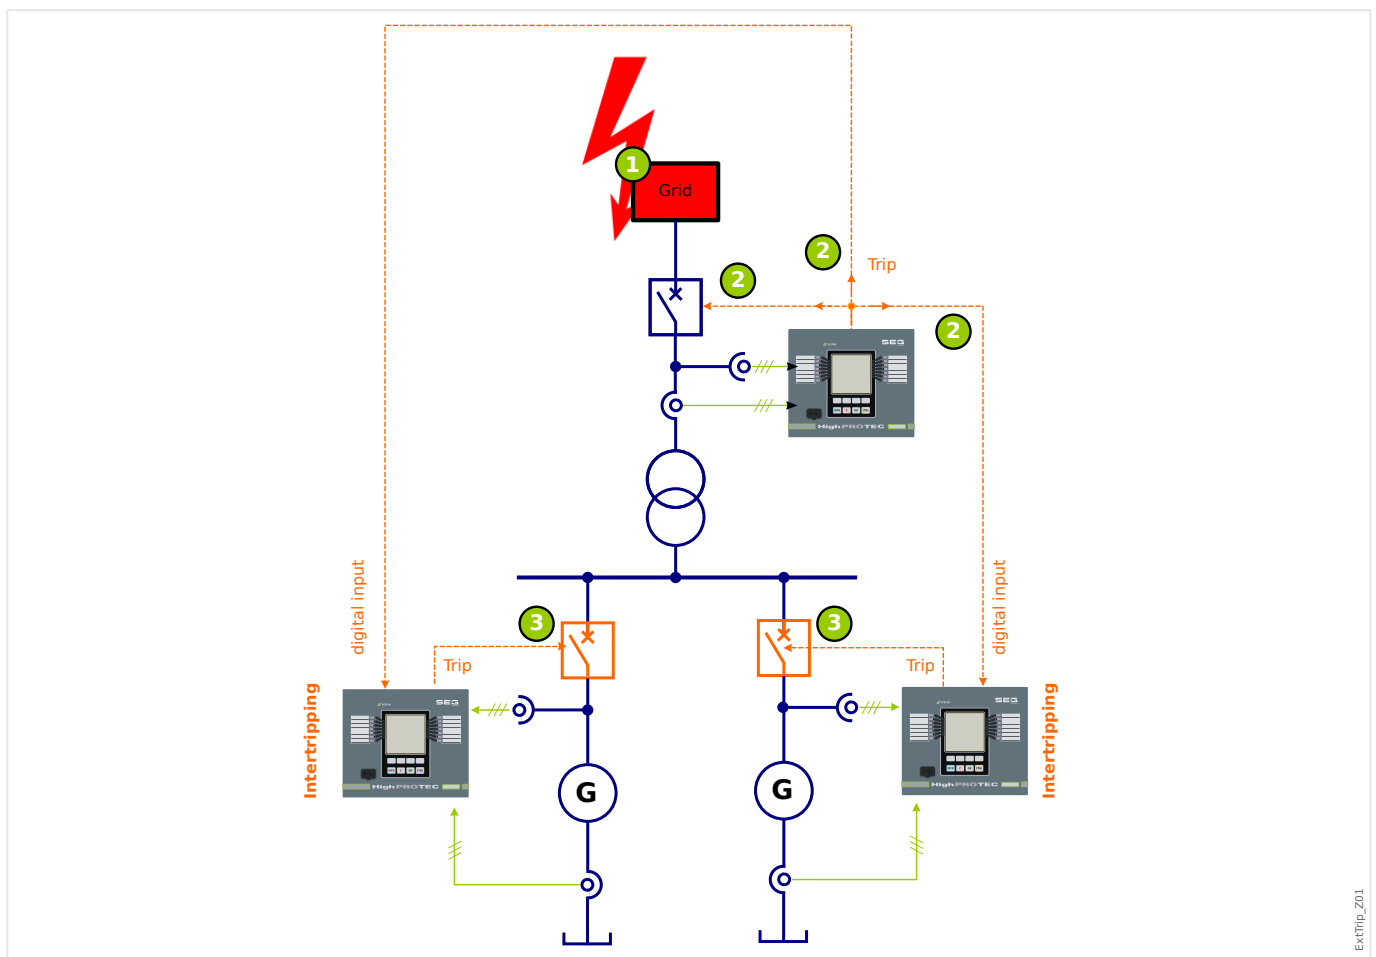 1
Grid
2
Trip
2
2
SEG
HighPROTEC
digital input
digital input
3
3
Trip
Trip
Intertripping
SEG
HighPROTEC
SEG
HighPROTEC
Intertripping
G
G
ExtTrip_Z01